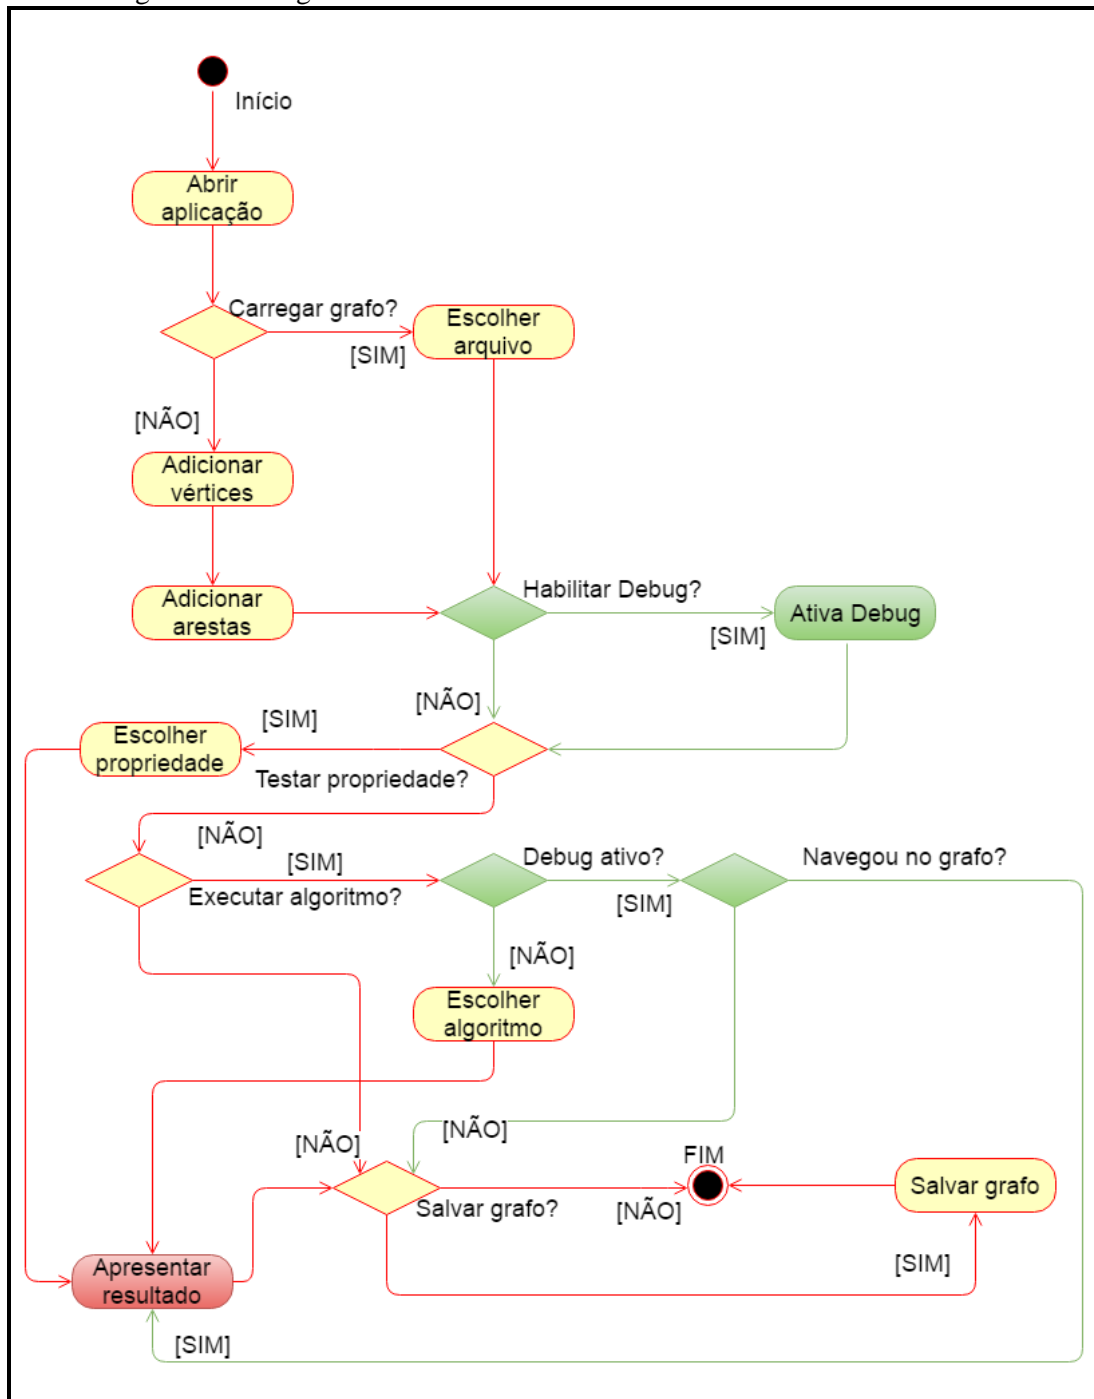 Início
Abrir
aplicação
Carregar grafo?
[SIM]
Escolher
arquivo
[NÃO]
Adicionar
vértices
Adicionar
arestas
Habilitar Debug?
[SIM]
Ativa Debug
[NÃO]
[SIM]
Escolher
propriedade
Testar propriedade?
[NÃO]
[SIM]
Executar algoritmo?
Debug ativo?
[SIM]
Navegou no grafo?
[NÃO]
Escolher
algoritmo
[NÃO]
[NÃO]
FIM
Salvar grafo?
[NÃO]
Salvar grafo
[SIM]
Apresentar
resultado
[SIM]